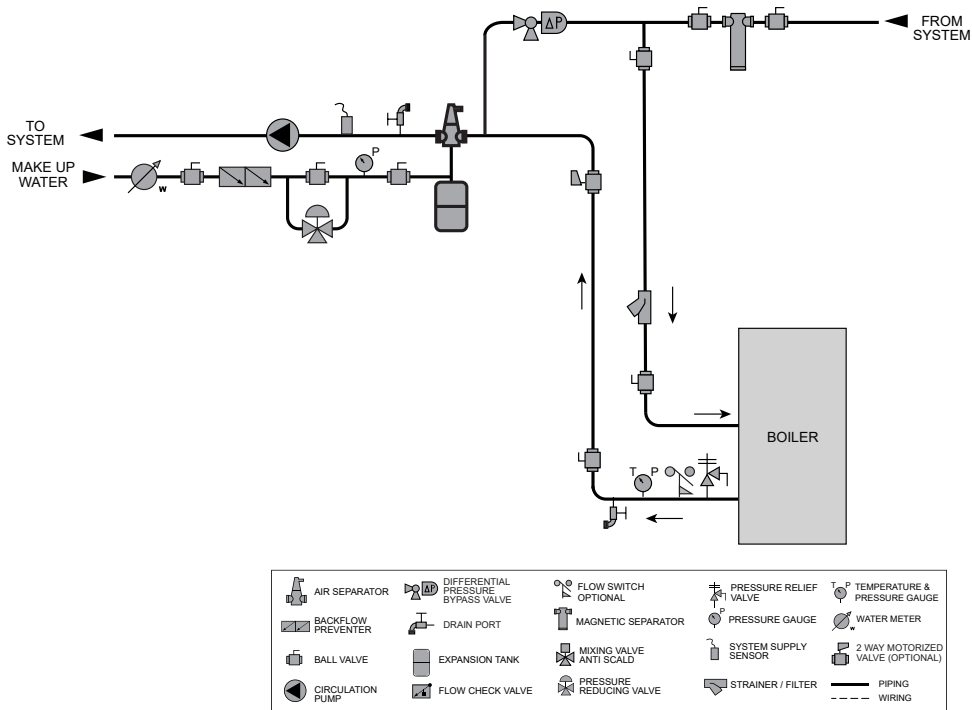 ΔP
FROM
SYSTEM
TO
SYSTEM
MAKE UP
WATER
P
W
BOILER
T P
AIR SEPARATOR
ΔP
DIFFERENTIAL
PRESSURE
BYPASS VALVE
FLOW SWITCH
OPTIONAL
PRESSURE RELIEF
VALVE
T P
TEMPERATURE &
PRESSURE GAUGE
BACKFLOW
PREVENTER
DRAIN PORT
MAGNETIC SEPARATOR
P
PRESSURE GAUGE
W
WATER METER
BALL VALVE
EXPANSION TANK
MIXING VALVE
ANTI SCALD
SYSTEM SUPPLY
SENSOR
2 WAY MOTORIZED
VALVE (OPTIONAL)
CIRCULATION
PUMP
FLOW CHECK VALVE
PRESSURE
REDUCING VALVE
STRAINER / FILTER
PIPING
WIRING